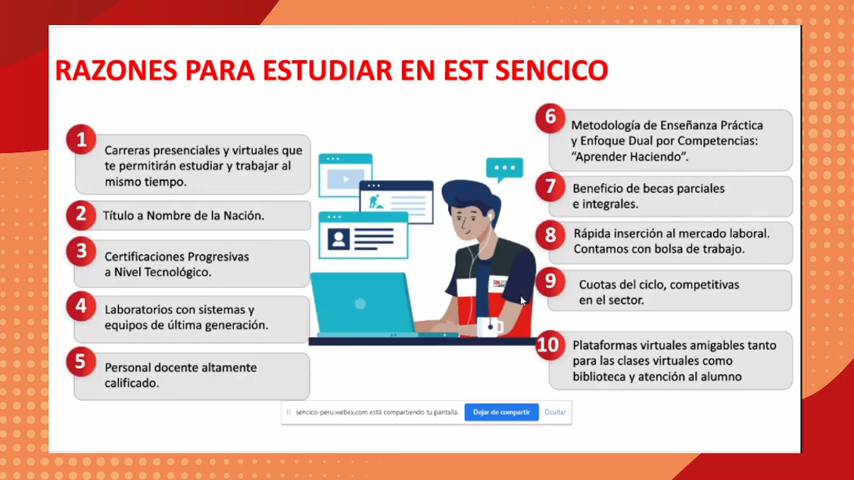 RAZONES PARA ESTUDIAR EN EST SENCICO
1
Carreras presenciales y virtuales que
te permitirán estudiar y trabajar al
mismo tiempo.
2
Título a Nombre de la Nación.
3
Certificaciones Progresivas
a Nivel Tecnológico.
4
Laboratorios con sistemas y
equipos de última generación.
5
Personal docente altamente
calificado.
6
Metodología de Enseñanza Práctica
y Enfoque Dual por Competencias:
“Aprender Haciendo”.
7
Beneficio de becas parciales
e integrales.
8
Rápida inserción al mercado laboral.
Contamos con bolsa de trabajo.
9
Cuotas del ciclo, competitivas
en el sector.
10
Plataformas virtuales amigables tanto
para las clases virtuales como
biblioteca y atención al alumno
sencico-peru.webex.com está compartiendo tu pantalla.
Dejar de compartir
Ocultar